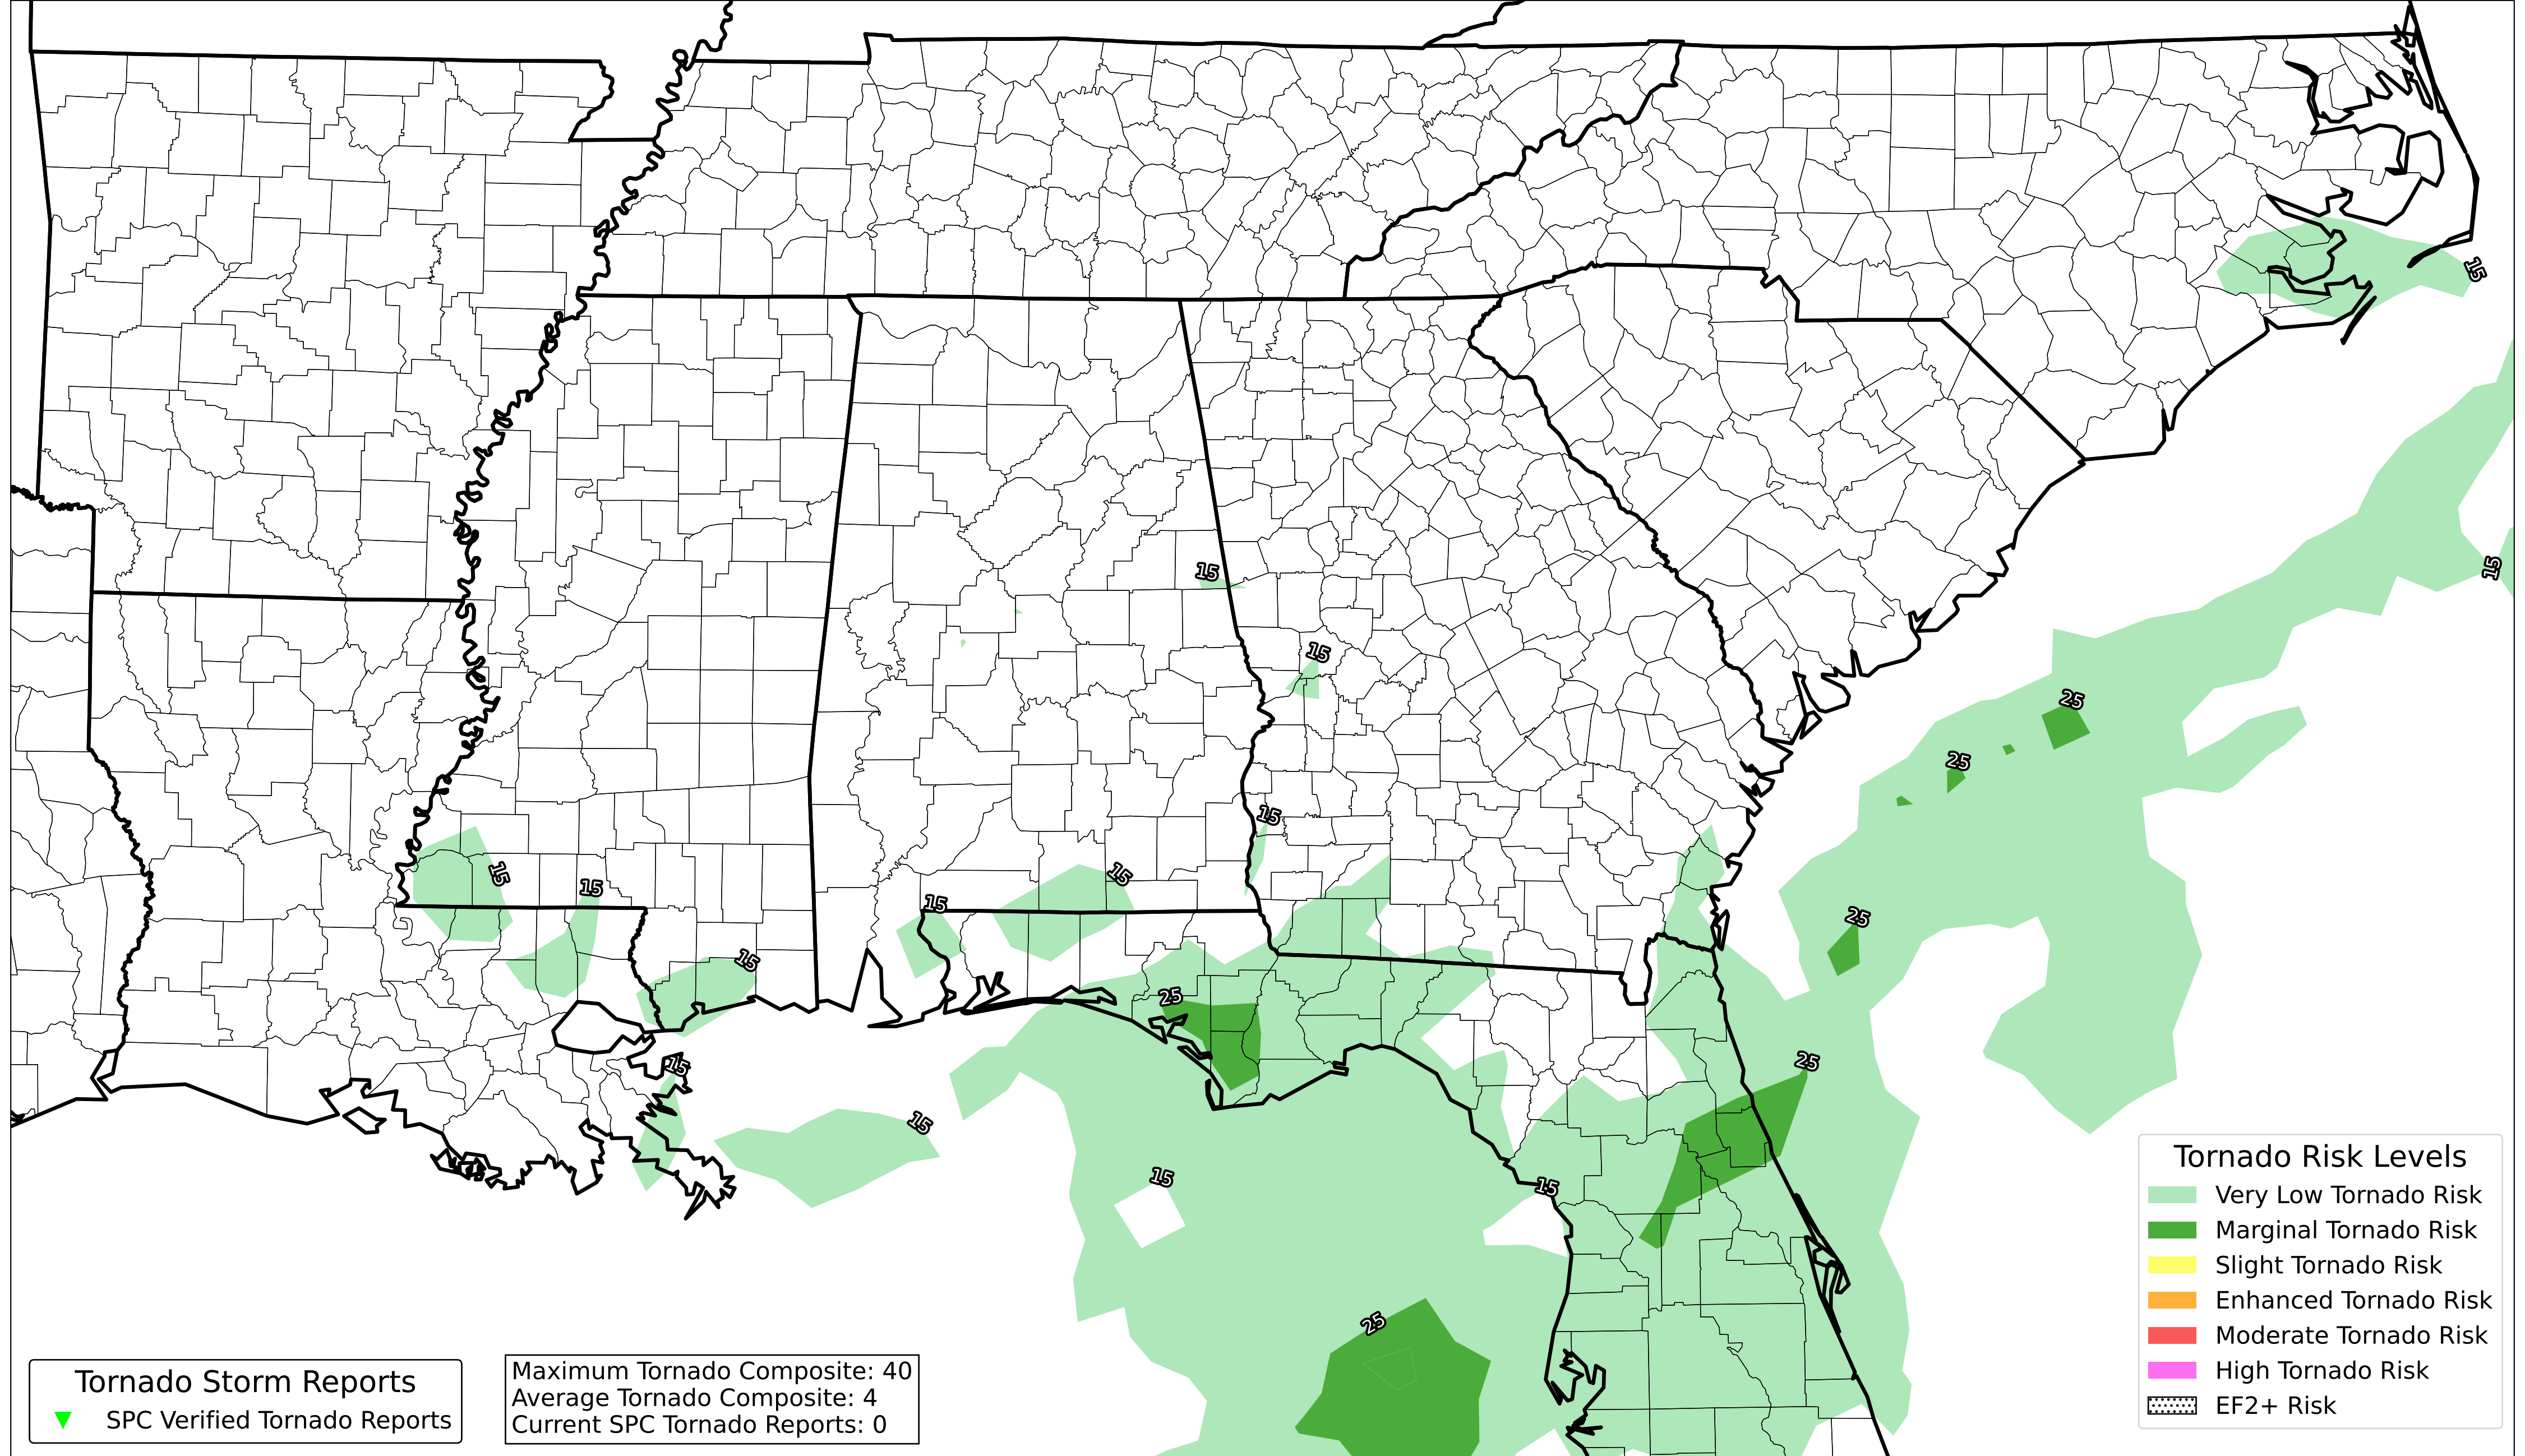 15
15
15
15
25
25
15
15
15
25
15
15
25
15
25
15
15
15
25
Tornado Risk Levels
Very Low Tornado Risk
Marginal Tornado Risk
Slight Tornado Risk
Enhanced Tornado Risk
Moderate Tornado Risk
High Tornado Risk
EF2+ Risk
Tornado Storm Reports
SPC Verified Tornado Reports
Maximum Tornado Composite: 40
Average Tornado Composite: 4
Current SPC Tornado Reports: 0